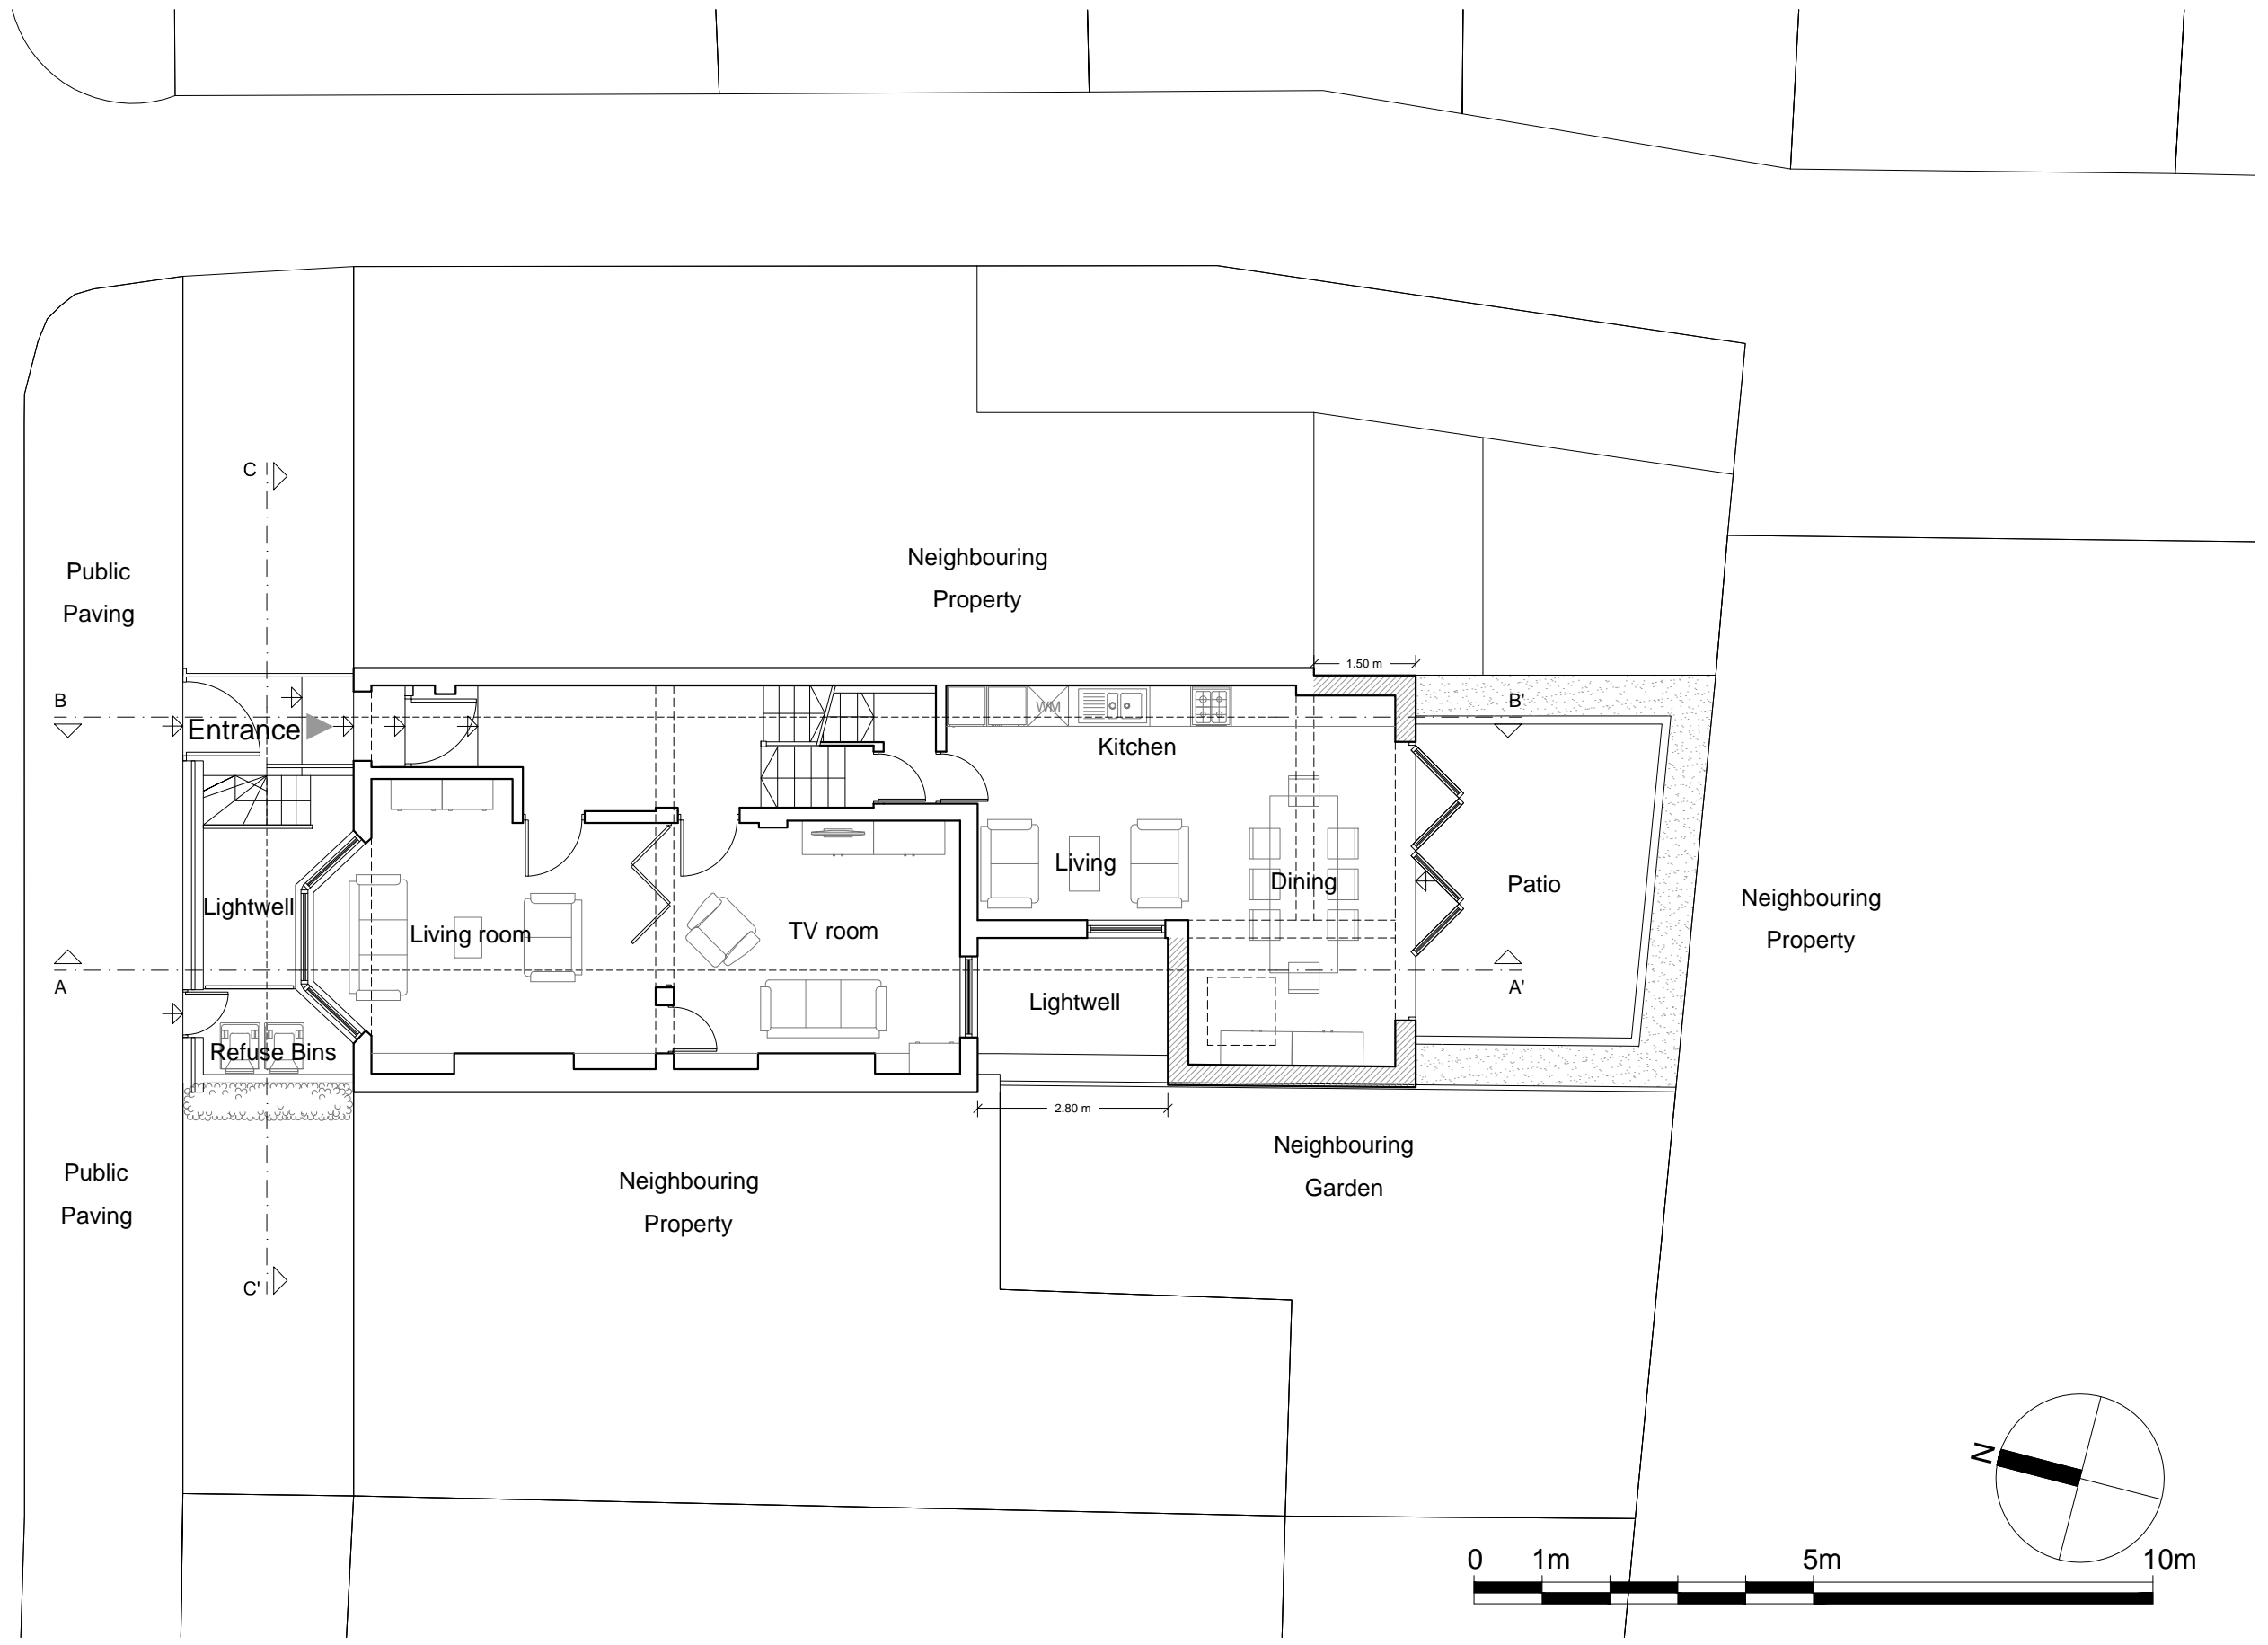 C
Neighbouring
Property
Public
Paving
1.50 m
B
B'
Entrance
WM
Kitchen
Living
Dining
Patio
Lightwell
Living room
TV room
Neighbouring
Property
A
A'
Lightwell
Refuse Bins
2.80 m
Neighbouring
Garden
Public
Paving
Neighbouring
Property
C'
N
0 1m 5m 10m